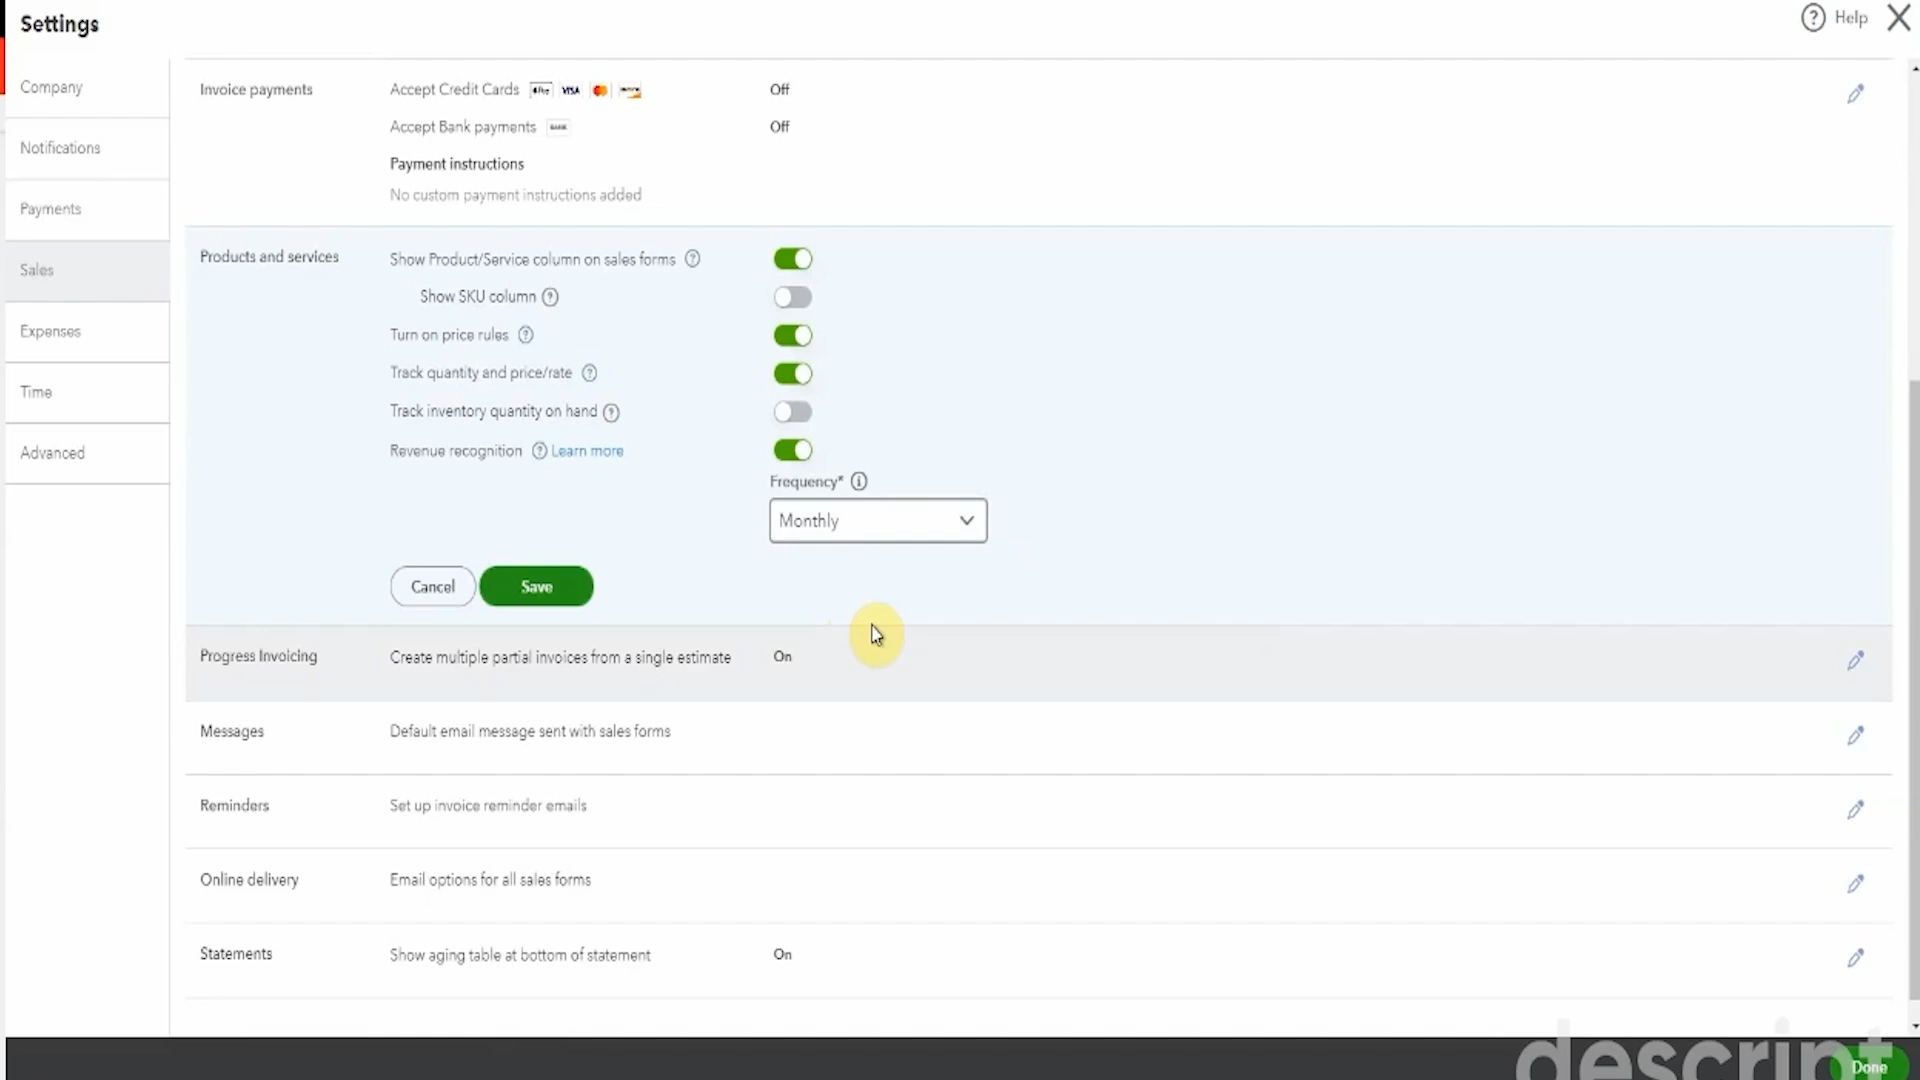 Settings
Help
Company
Notifications
Payments
Sales
Expenses
Time
Advanced
Invoice payments
Accept Credit Cards Pay VISA
Off
Accept Bank payments BANK
Off
Payment instructions
No custom payment instructions added
Products and services
Show Product/Service column on sales forms ?
Show SKU column ?
Turn on price rules ?
Track quantity and price/rate ?
Track inventory quantity on hand ?
Revenue recognition ? Learn more
Frequency*
Monthly
Cancel Save
Progress Invoicing Create multiple partial invoices from a single estimate On
Messages Default email message sent with sales forms
Reminders Set up invoice reminder emails
Online delivery Email options for all sales forms
Statements Show aging table at bottom of statement On
descript
Done